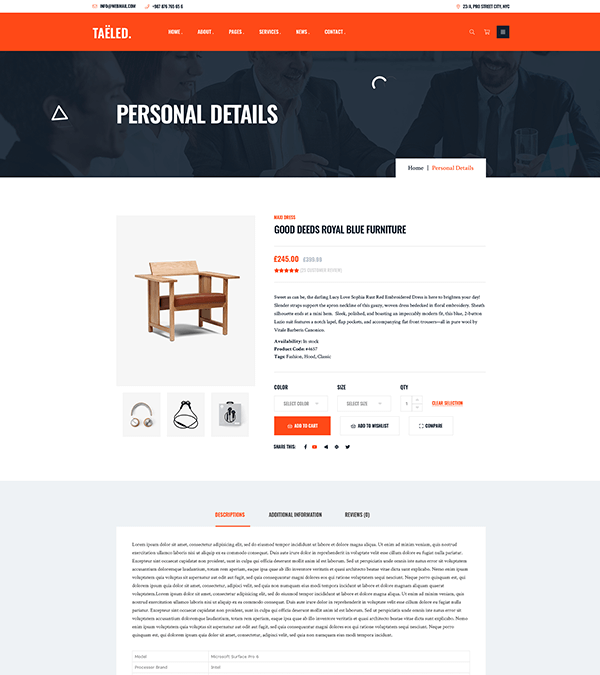 INFO@WEBMAIL.COM +987 876 765 65 6 23/A, PRO STREET CITY, NYC
TAËLED. HOME ABOUT PAGES SERVICES NEWS CONTACT
PERSONAL DETAILS
Home | Personal Details
MAXI DRESS
GOOD DEEDS ROYAL BLUE FURNITURE
£245.00 £399.00
(25 CUSTOMER REVIEW)
Sweet as can be, the darling Lucy Love Sophia Rust Red Embroidered Dress is here to brighten your day!
Slender straps support the apron neckline of this gauzy, woven dress bedecked in floral embroidery. Sheath
silhouette ends at a mini hem. Sleek, polished, and boasting an impeccably modern fit, this blue, 2-button
Lazio suit features a notch lapel, flap pockets, and accompanying flat front trousers—all in pure wool by
Vitale Barberis Canonico.
Availability: In stock
Product Code: #4657
Tags: Fashion, Hood, Classic
COLOR SIZE QTY
SELECT COLOR SELECT SIZE 1 CLEAR SELECTION
ADD TO CART ADD TO WISHLIST COMPARE
SHARE THIS:
DESCRIPTIONS ADDITIONAL INFORMATION REVIEWS (0)
Lorem ipsum dolor sit amet, consectetur adipisicing elit, sed do eiusmod tempor incididunt ut labore et dolore magna aliqua. Ut enim ad minim veniam, quis nostrud
exercitation ullamco laboris nisi ut aliquip ex ea commodo consequat. Duis aute irure dolor in reprehenderit in voluptate velit esse cillum dolore eu fugiat nulla pariatur.
Excepteur sint occaecat cupidatat non proident, sunt in culpa qui officia deserunt mollit anim id est laborum. Sed ut perspiciatis unde omnis iste natus error sit voluptatem
accusantium doloremque laudantium, totam rem aperiam, eaque ipsa quae ab illo inventore veritatis et quasi architecto beatae vitae dicta sunt explicabo. Nemo enim ipsam
voluptatem quia voluptas sit aspernatur aut odit aut fugit, sed quia consequuntur magni dolores eos qui ratione voluptatem sequi nesciunt. Neque porro quisquam est, qui
dolorem ipsum quia dolor sit amet, consectetur, adipisci velit, sed quia non numquam eius modi tempora incidunt ut labore et dolore magnam aliquam quaerat
voluptatem.Lorem ipsum dolor sit amet, consectetur adipisicing elit, sed do eiusmod tempor incididunt ut labore et dolore magna aliqua. Ut enim ad minim veniam, quis
nostrud exercitation ullamco laboris nisi ut aliquip ex ea commodo consequat. Duis aute irure dolor in reprehenderit in voluptate velit esse cillum dolore eu fugiat nulla
pariatur. Excepteur sint occaecat cupidatat non proident, sunt in culpa qui officia deserunt mollit anim id est laborum. Sed ut perspiciatis unde omnis iste natus error sit
voluptatem accusantium doloremque laudantium, totam rem aperiam, eaque ipsa quae ab illo inventore veritatis et quasi architecto beatae vitae dicta sunt explicabo. Nemo
enim ipsam voluptatem quia voluptas sit aspernatur aut odit aut fugit, sed quia consequuntur magni dolores eos qui ratione voluptatem sequi nesciunt. Neque porro
quisquam est, qui dolorem ipsum quia dolor sit amet, consectetur, adipisci velit, sed quia non numquam eius modi tempora incidunt.
Model Microsoft Surface Pro 6
Processor Brand Intel